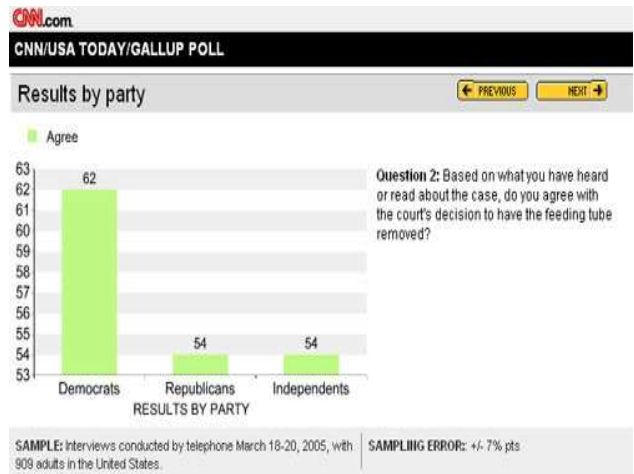 CNN.com
CNN/USA TODAY/GALLUP POLL
Results by party
PREVIOUS
NEXT
Agree
Question 2: Based on what you have heard
or read about the case, do you agree with
the court's decision to have the feeding tube
removed?
63
62
61
60
59
58
57
56
55
54
53
62
54
54
Democrats
Republicans
Independents
RESULTS BY PARTY
SAMPLE: Interviews conducted by telephone March 18-20, 2005, with
909 adults in the United States.
SAMPLING ERROR: +/- 7% pts